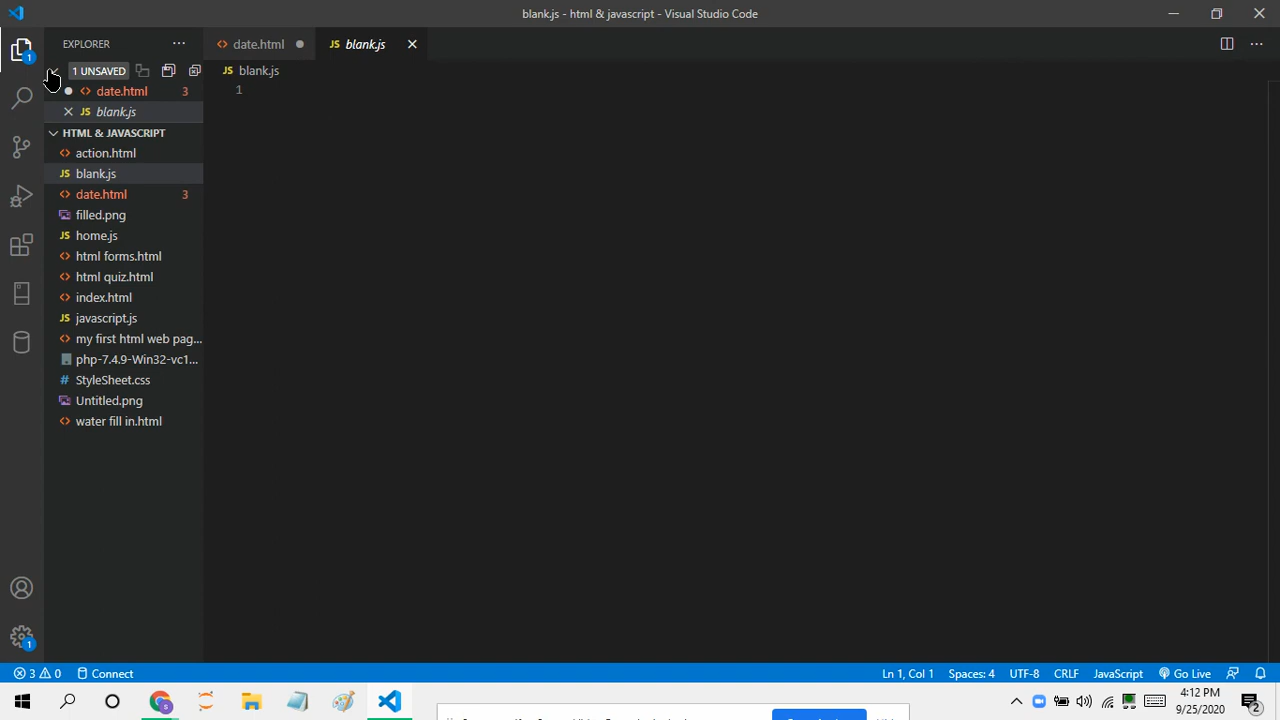 blank.js - html & javascript - Visual Studio Code
EXPLORER
date.html
blank.js
1 UNSAVED
blank.js
1
date.html 3
blank.js
HTML & JAVASCRIPT
action.html
blank.js
date.html 3
filled.png
home.js
html forms.html
html quiz.html
index.html
javascript.js
my first html web pag...
php-7.4.9-Win32-vc1...
StyleSheet.css
Untitled.png
water fill in.html
1
1
3 0 Connect
Ln 1, Col 1 Spaces: 4 UTF-8 CRLF JavaScript Go Live
4:12 PM
9/25/2020
2